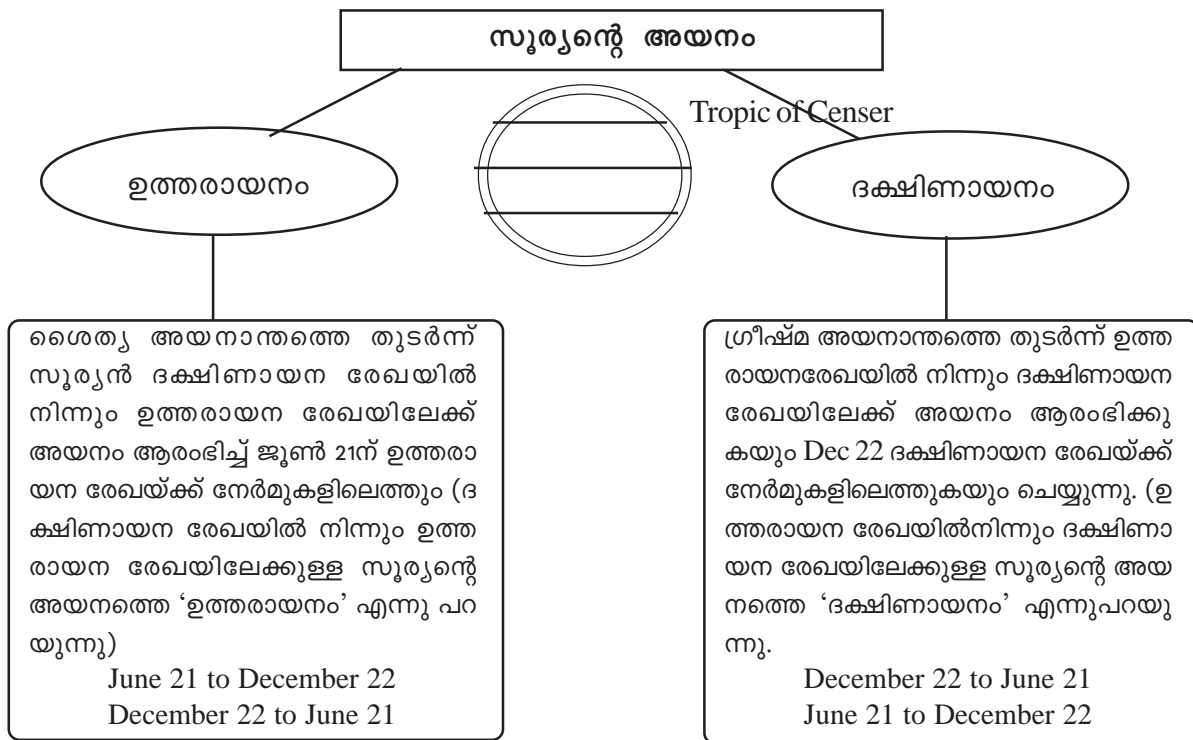 സൂര്യന്റെ അയനം
Tropic of Censer
ഉത്തരായനം
ദക്ഷിണായനം
ശൈത്യ അയനാന്തത്തെ തുടർന്ന്
സൂര്യൻ ദക്ഷിണായന രേഖയിൽ
നിന്നും ഉത്തരായന രേഖയിലേക്ക്
അയനം ആരംഭിച്ച് ജൂൺ 21ന് ഉത്തരാ
യന രേഖയ്ക്ക് നേർമുകളിലെത്തും (ദ
ക്ഷിണായന രേഖയിൽ നിന്നും ഉത്ത
രായന രേഖയിലേക്കുള്ള സൂര്യന്റെ
അയനത്തെ ‘ഉത്തരായനം’ എന്നു പറ
യുന്നു)
June 21 to December 22
December 22 to June 21
ഗ്രീഷ്മ അയനാന്തത്തെ തുടർന്ന് ഉത്ത
രായനരേഖയിൽ നിന്നും ദക്ഷിണായന
രേഖയിലേക്ക് അയനം ആരംഭിക്കു
കയും Dec 22 ദക്ഷിണായന രേഖയ്ക്ക്
നേർമുകളിലെത്തുകയും ചെയ്യുന്നു. (ഉ
ത്തരായന രേഖയിൽനിന്നും ദക്ഷിണാ
യന രേഖയിലേക്കുള്ള സൂര്യന്റെ അയ
നത്തെ ‘ദക്ഷിണായനം’ എന്നുപറയു
ന്നു.
December 22 to June 21
June 21 to December 22